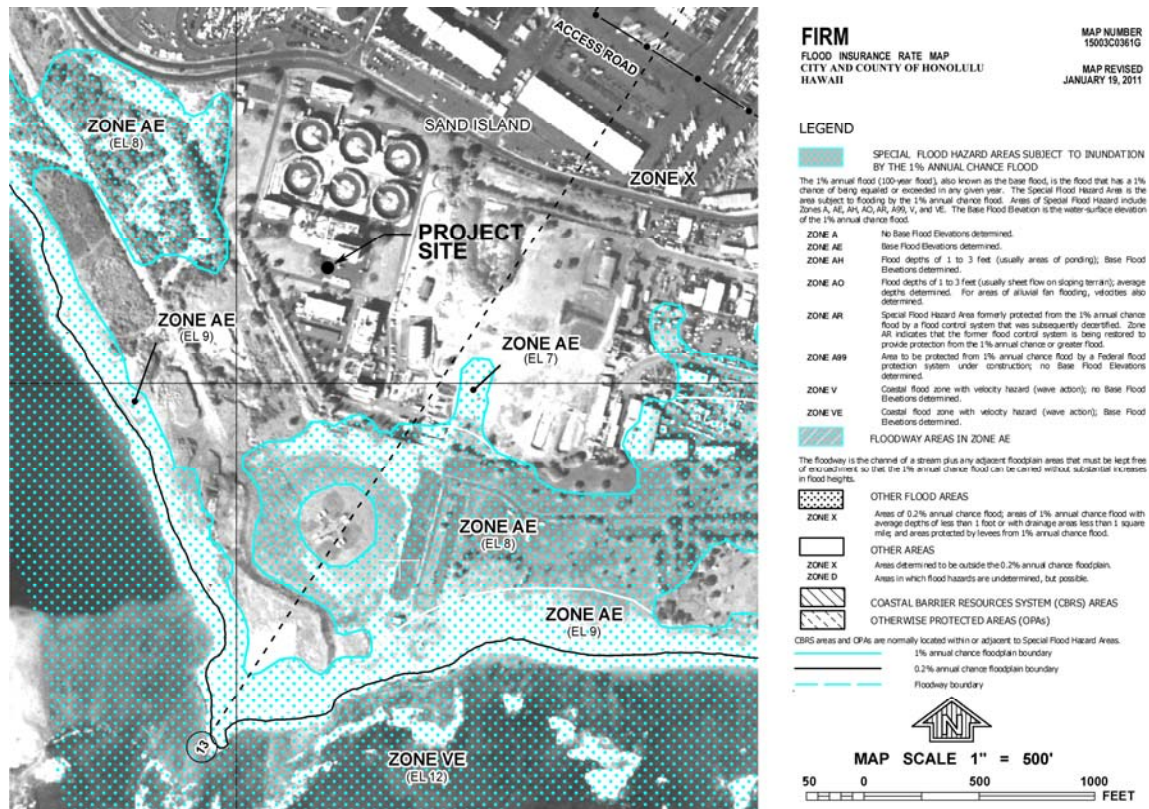 ACCESS ROAD
SAND ISLAND
ZONE AE
(EL 8)
ZONE X
PROJECT
SITE
ZONE AE
(EL 9)
ZONE AE
(EL 7)
ZONE AE
(EL 8)
ZONE AE
(EL 9)
13
ZONE VE
(EL 12)
FIRM
FLOOD INSURANCE RATE MAP
CITY AND COUNTY OF HONOLULU
HAWAII
MAP NUMBER
15003C0361G
MAP REVISED
JANUARY 19, 2011
LEGEND
SPECIAL FLOOD HAZARD AREAS SUBJECT TO INUNDATION
BY THE 1% ANNUAL CHANCE FLOOD
The 1% annual flood (100-year flood), also known as the base flood, is the flood that has a 1%
chance of being equaled or exceeded in any given year. The Special Flood Hazard Area is the
area subject to flooding by the 1% annual chance flood. Areas of Special Flood Hazard include
Zones A, AE, AH, AO, AR, A99, V, and VE. The Base Flood Elevation is the water-surface elevation
of the 1% annual chance flood.
ZONE A No Base Flood Elevations determined.
ZONE AE Base Flood Elevations determined.
ZONE AH Flood depths of 1 to 3 feet (usually areas of ponding); Base Flood
Elevations determined.
ZONE AO Flood depths of 1 to 3 feet (usually sheet flow on sloping terrain); average
depths determined. For areas of alluvial fan flooding, velocities also
determined.
ZONE AR Special Flood Hazard Area formerly protected from the 1% annual chance
flood by a flood control system that was subsequently decertified. Zone
AR indicates that the former flood control system is being restored to
provide protection from the 1% annual chance or greater flood.
ZONE A99 Area to be protected from 1% annual chance flood by a Federal flood
protection system under construction; no Base Flood Elevations
determined.
ZONE V Coastal flood zone with velocity hazard (wave action); no Base Flood
Elevations determined.
ZONE VE Coastal flood zone with velocity hazard (wave action); Base Flood
Elevations determined.
FLOODWAY AREAS IN ZONE AE
The floodway is the channel of a stream plus any adjacent floodplain areas that must be kept free
of encroachment so that the 1% annual chance flood can be carried without substantial increases
in flood heights.
OTHER FLOOD AREAS
ZONE X Areas of 0.2% annual chance flood; areas of 1% annual chance flood with
average depths of less than 1 foot or with drainage areas less than 1 square
mile; and areas protected by levees from 1% annual chance flood.
OTHER AREAS
ZONE X Areas determined to be outside the 0.2% annual chance floodplain.
ZONE D Areas in which flood hazards are undetermined, but possible.
COASTAL BARRIER RESOURCES SYSTEM (CBRS) AREAS
OTHERWISE PROTECTED AREAS (OPAs)
CBRS areas and OPAs are normally located within or adjacent to Special Flood Hazard Areas.
1% annual chance floodplain boundary
0.2% annual chance floodplain boundary
Floodway boundary
N
MAP SCALE 1" = 500'
50 0 500 1000
FEET